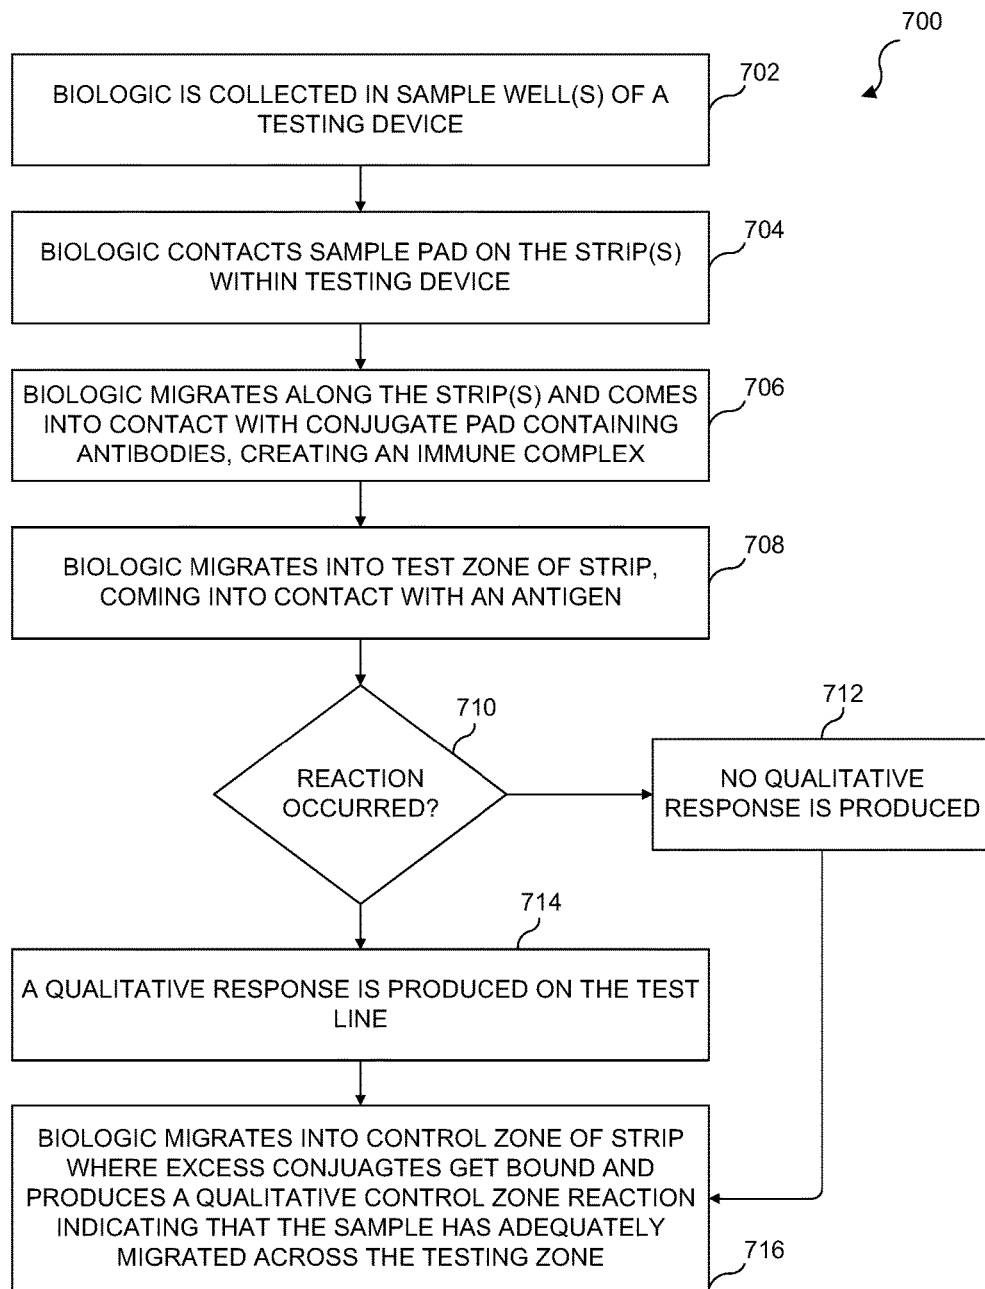 700
BIOLOGIC IS COLLECTED IN SAMPLE WELL(S) OF A
TESTING DEVICE
702
BIOLOGIC CONTACTS SAMPLE PAD ON THE STRIP(S)
WITHIN TESTING DEVICE
704
BIOLOGIC MIGRATES ALONG THE STRIP(S) AND COMES
INTO CONTACT WITH CONJUGATE PAD CONTAINING
ANTIBODIES, CREATING AN IMMUNE COMPLEX
706
BIOLOGIC MIGRATES INTO TEST ZONE OF STRIP,
COMING INTO CONTACT WITH AN ANTIGEN
708
REACTION
OCCURRED?
710
712
NO QUALITATIVE
RESPONSE IS PRODUCED
714
A QUALITATIVE RESPONSE IS PRODUCED ON THE TEST
LINE
BIOLOGIC MIGRATES INTO CONTROL ZONE OF STRIP
WHERE EXCESS CONJUAGTES GET BOUND AND
PRODUCES A QUALITATIVE CONTROL ZONE REACTION
INDICATING THAT THE SAMPLE HAS ADEQUATELY
MIGRATED ACROSS THE TESTING ZONE
716